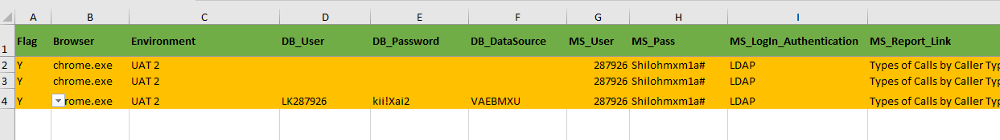 A B C D E F G H I
1 Flag Browser Environment DB_User DB_Password DB_DataSource MS_User MS_Pass MS_LogIn_Authentication MS_Report_Link
2 Y chrome.exe UAT 2 287926 Shilohmxm1a# LDAP Types of Calls by Caller Typ
3 Y chrome.exe UAT 2 287926 Shilohmxm1a# LDAP Types of Calls by Caller Typ
4 Y rome.exe UAT 2 LK287926 kii!Xai2 VAEBMXU 287926 Shilohmxm1a# LDAP Types of Calls by Caller Typ